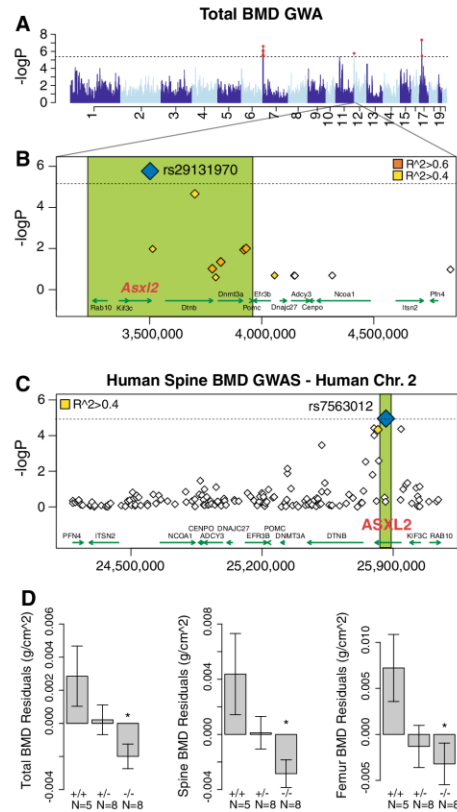 A
Total BMD GWA
-logP
8
6
4
2
0
1 2 3 4 5 6 7 8 9 10 11 12 13 14 15 16 17 18 19
B
-logP
6
4
2
0
rs29131970
R^2>0.6
R^2>0.4
Asxl2
Rab10 Kif3c Dtnb Dnmt3a Pomc Efr3b Dnajc27 Adcy3 Cenpo Ncoa1 Itsn2 Pfn4
3,500,000 4,000,000 4,500,000
C
Human Spine BMD GWAS - Human Chr. 2
R^2>0.4
rs7563012
-logP
6
4
2
0
ASXL2
CENPO DNAJC27 POMC
PFN4 ITSN2 NCOA1 ADCY3 EFR3B DNMT3A DTNB KIF3C RAB10
24,500,000 25,200,000 25,900,000
D
Total BMD Residuals (g/cm^2)
0.006
0.004
0.002
0.000
-0.004
*
+/+ +/- -/-
N=5 N=8 N=8
Spine BMD Residuals (g/cm^2)
0.008
0.004
0.000
-0.004
*
+/+ +/- -/-
N=5 N=8 N=8
Femur BMD Residuals (g/cm^2)
0.010
0.005
0.000
-0.005
*
+/+ +/- -/-
N=5 N=8 N=8